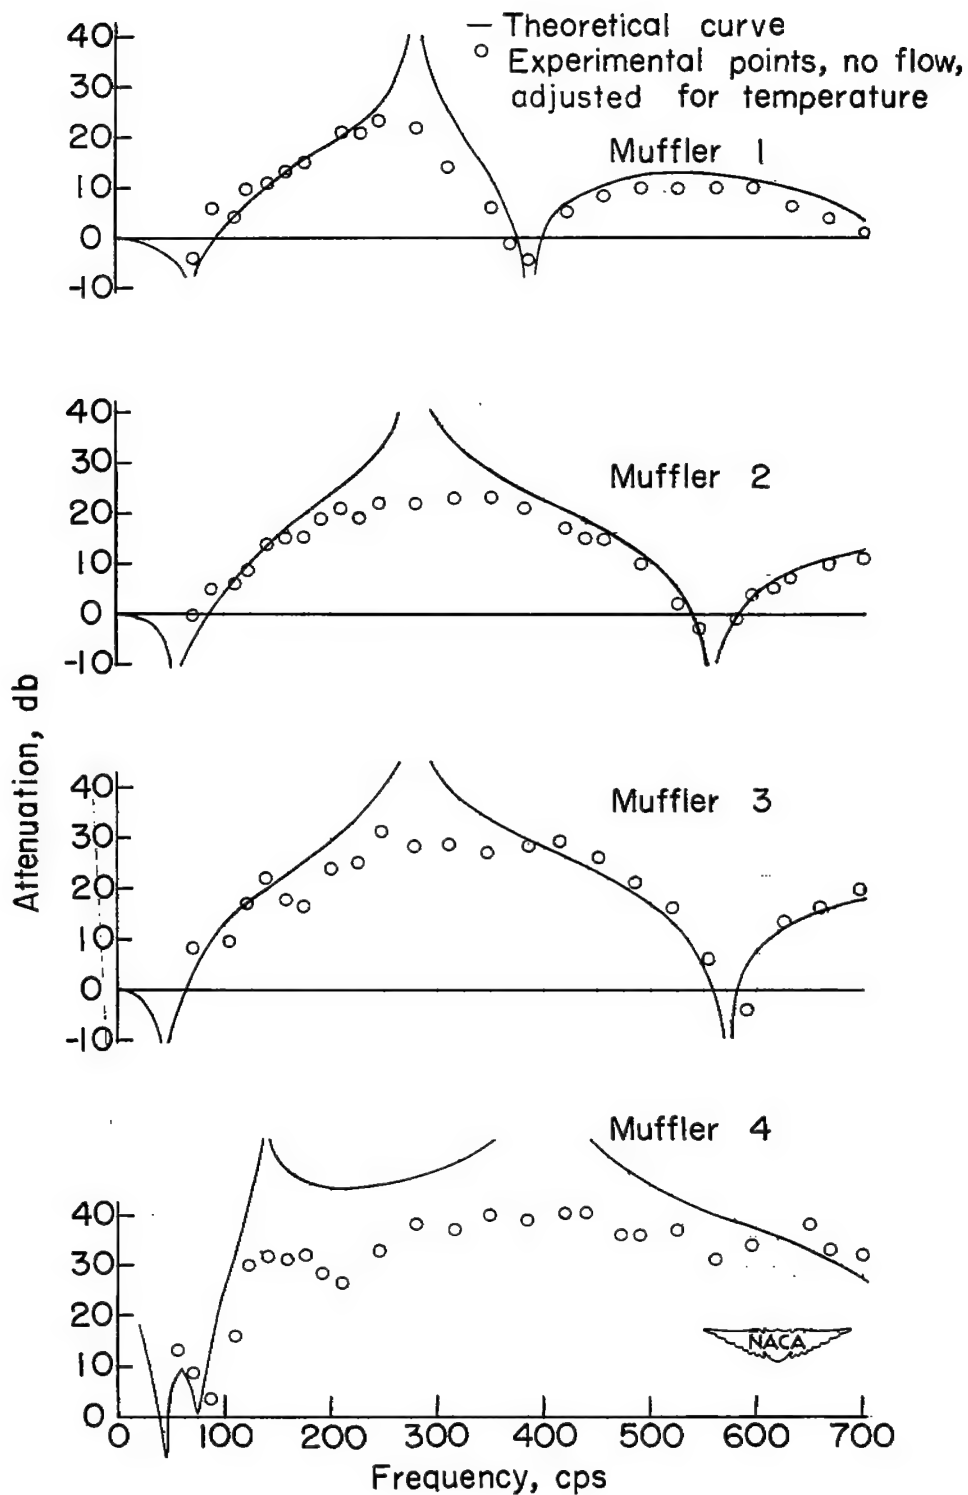 — Theoretical curve
○ Experimental points, no flow,
adjusted for temperature
40
30
20
10
0
-10
Muffler 1
40
30
20
10
0
-10
Muffler 2
Attenuation, db
40
30
20
10
0
-10
Muffler 3
40
30
20
10
0
Muffler 4
NACA
0 100 200 300 400 500 600 700
Frequency, cps